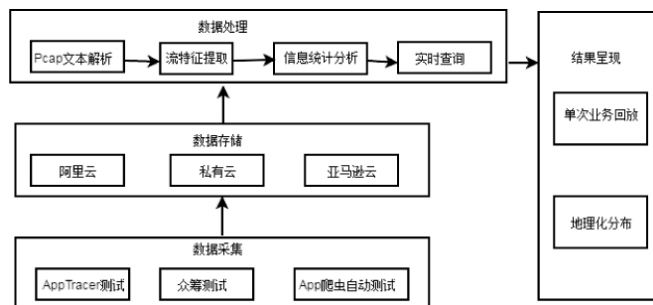 数据处理
Pcap文本解析
流特征提取
信息统计分析
实时查询
结果呈现
单次业务回放
地理化分布
数据存储
阿里云
私有云
亚马逊云
数据采集
AppTracer测试
众筹测试
App爬虫自动测试